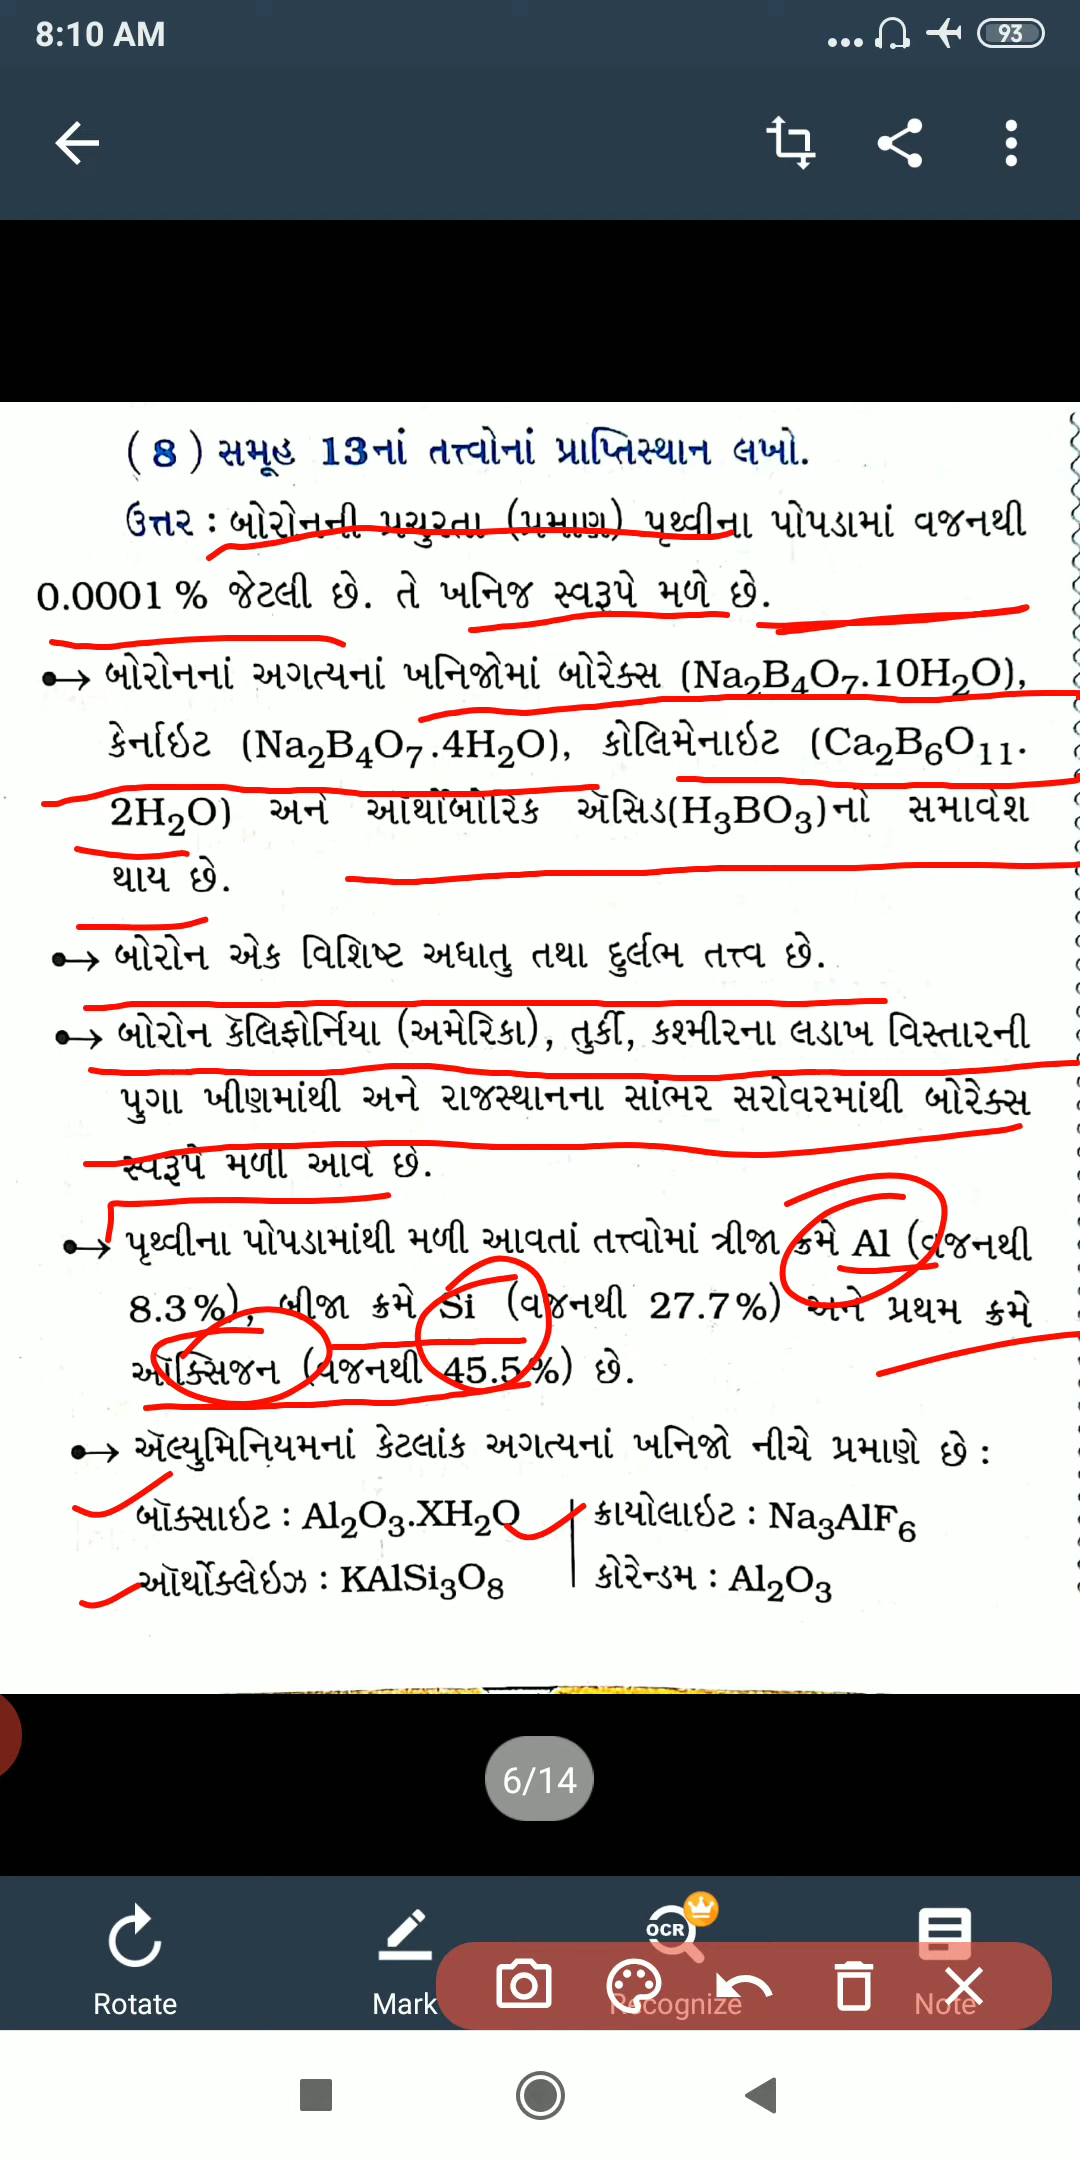 8:10 AM
93
( 8 ) સમૂહ 13નાં તત્ત્વોનાં પ્રાપ્તિસ્થાન લખો.
ઉત્તર : બોરોનની પ્રચુરતા (પ્રમાણ) પૃથ્વીના પોપડામાં વજનથી
0.0001 % જેટલી છે. તે ખનિજ સ્વરૂપે મળે છે.
બોરોનનાં અગત્યનાં ખનિજોમાં બોરેક્સ (Na₂B₄O₇.10H₂O),
કેર્નાઇટ (Na₂B₄O₇.4H₂O), કોલિમેનાઇટ (Ca₂B₆O₁₁.
2H₂O) અને ઑર્થોબોરિક ઍસિડ(H₃BO₃)નો સમાવેશ
થાય છે.
બોરોન એક વિશિષ્ટ અધાતુ તથા દુર્લભ તત્ત્વ છે.
બોરોન કૅલિફોર્નિયા (અમેરિકા), તુર્કી, કશ્મીરના લડાખ વિસ્તારની
પુગા ખીણમાંથી અને રાજસ્થાનના સાંભર સરોવરમાંથી બોરેક્સ
સ્વરૂપે મળી આવે છે.
પૃથ્વીના પોપડામાંથી મળી આવતાં તત્ત્વોમાં ત્રીજા ક્રમે Al (વજનથી
8.3%), બીજા ક્રમે Si (વજનથી 27.7%) અને પ્રથમ ક્રમે
ઑક્સિજન (વજનથી 45.5%) છે.
ઍલ્યુમિનિયમનાં કેટલાંક અગત્યનાં ખનિજો નીચે પ્રમાણે છે :
બૉક્સાઇટ : Al₂O₃.XH₂O ક્રાયોલાઇટ : Na₃AlF₆
ઑર્થોક્લેઇઝ : KAlSi₃O₈ કોરેન્ડમ : Al₂O₃
6/14
OCR
Rotate Mark Recognize Note